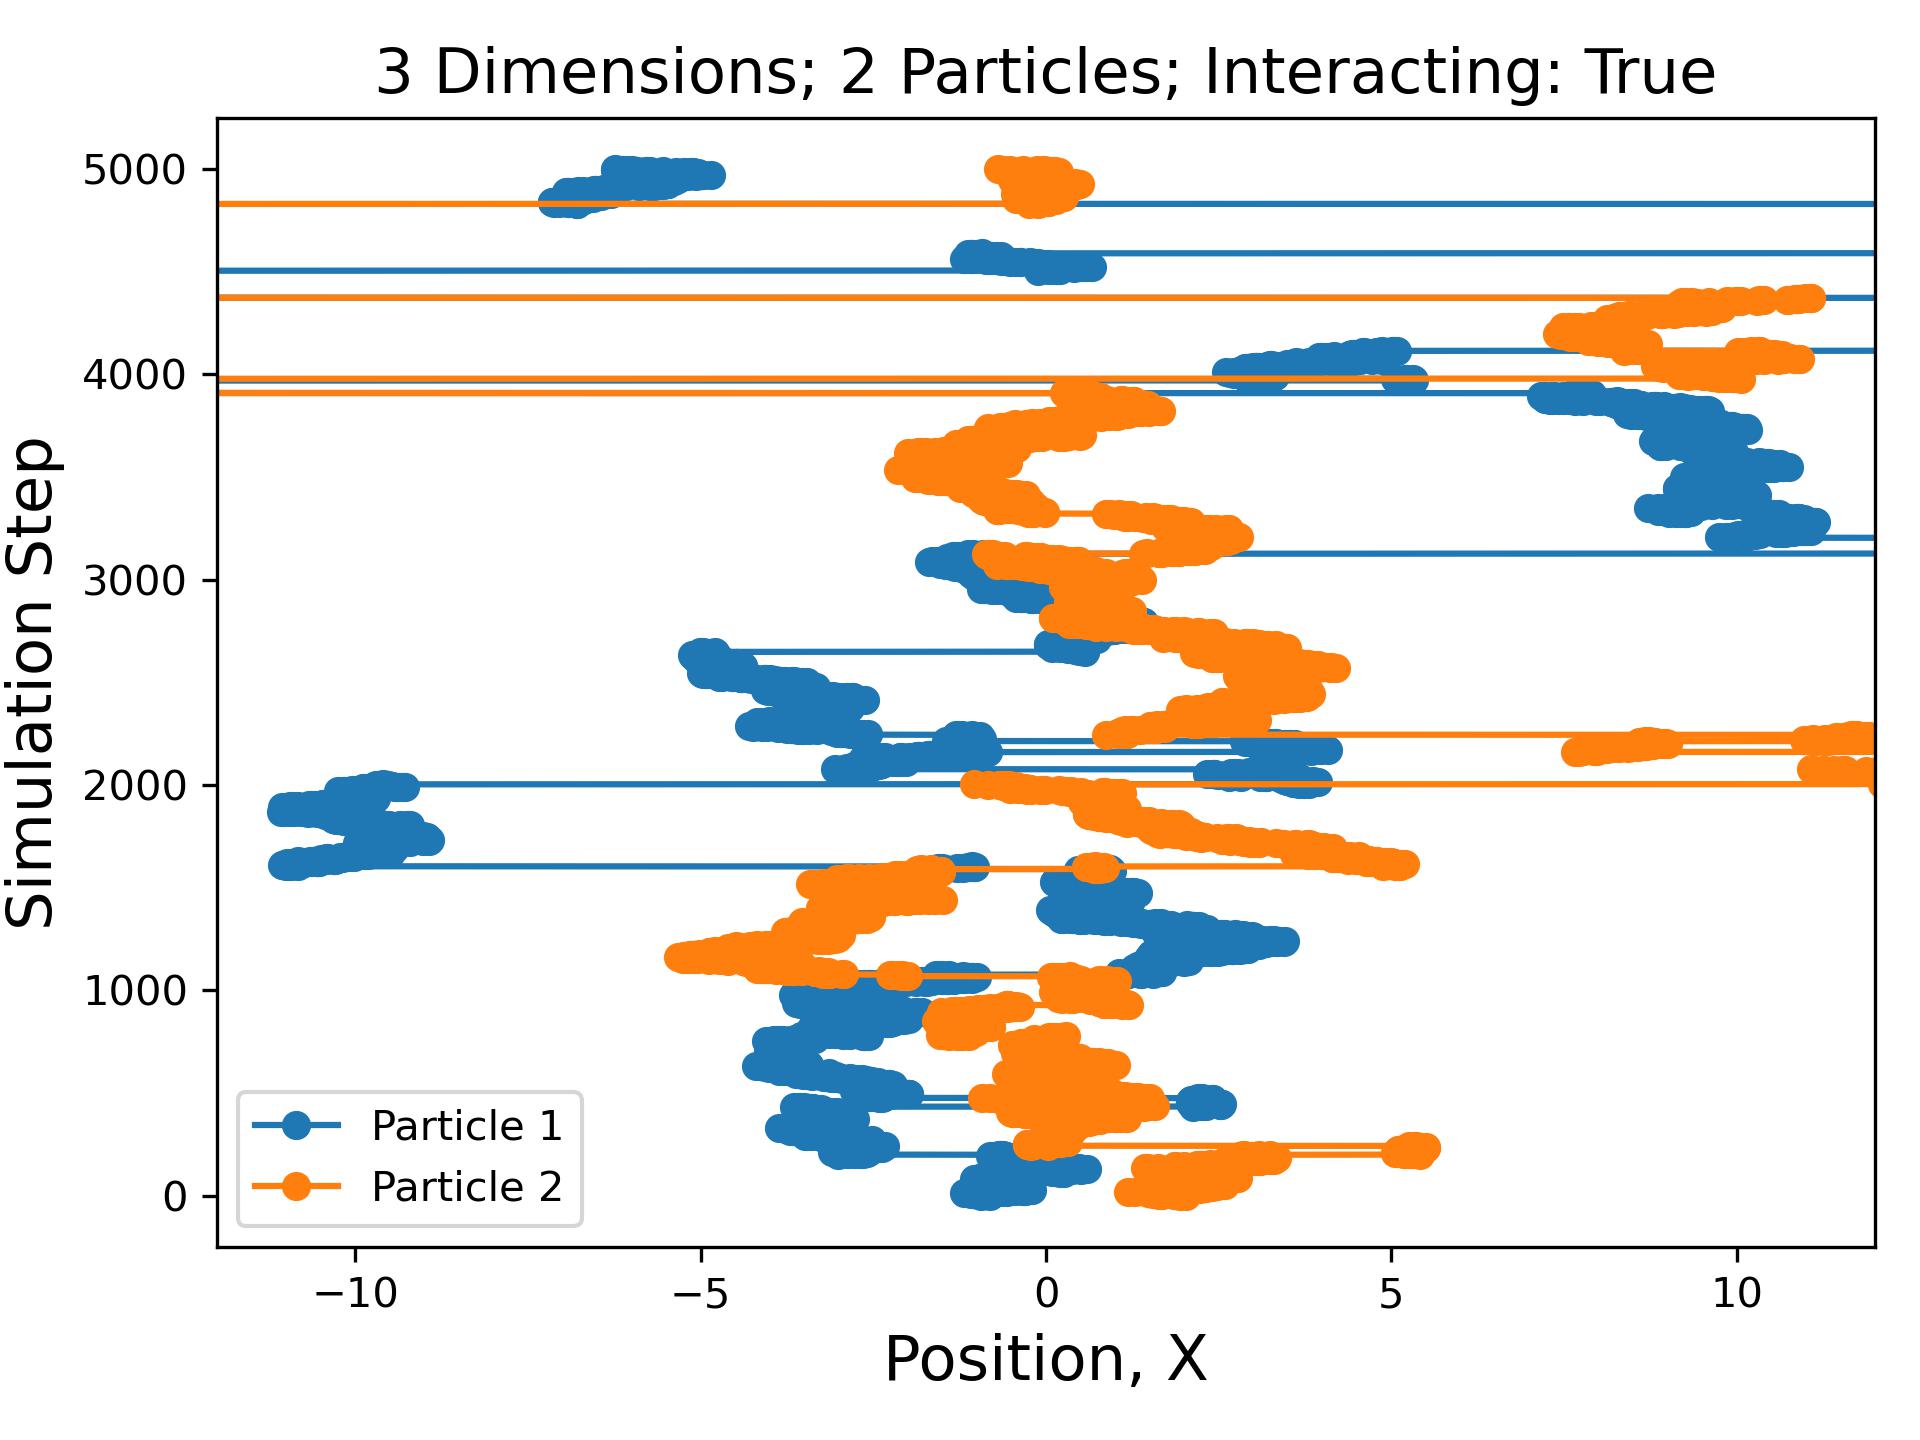 3 Dimensions; 2 Particles; Interacting: True
Simulation Step
5000
4000
3000
2000
1000
0
Particle 1
Particle 2
−10
−5
0
5
10
Position, X